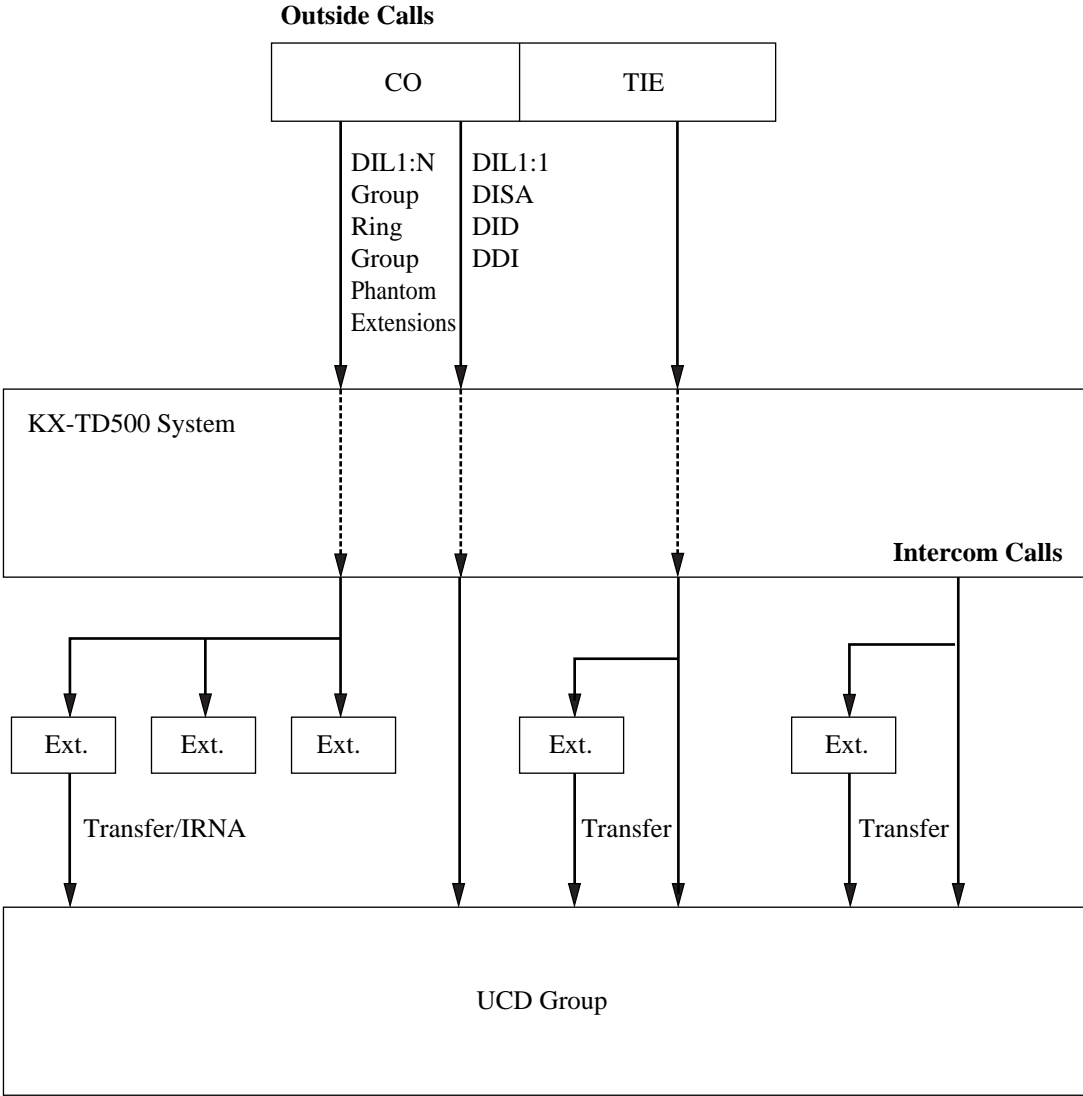 Outside Calls
CO
TIE
DIL1:N
Group
Ring
Group
Phantom
Extensions
DIL1:1
DISA
DID
DDI
KX-TD500 System
Intercom Calls
Ext.
Ext.
Ext.
Ext.
Ext.
Transfer/IRNA
Transfer
Transfer
UCD Group